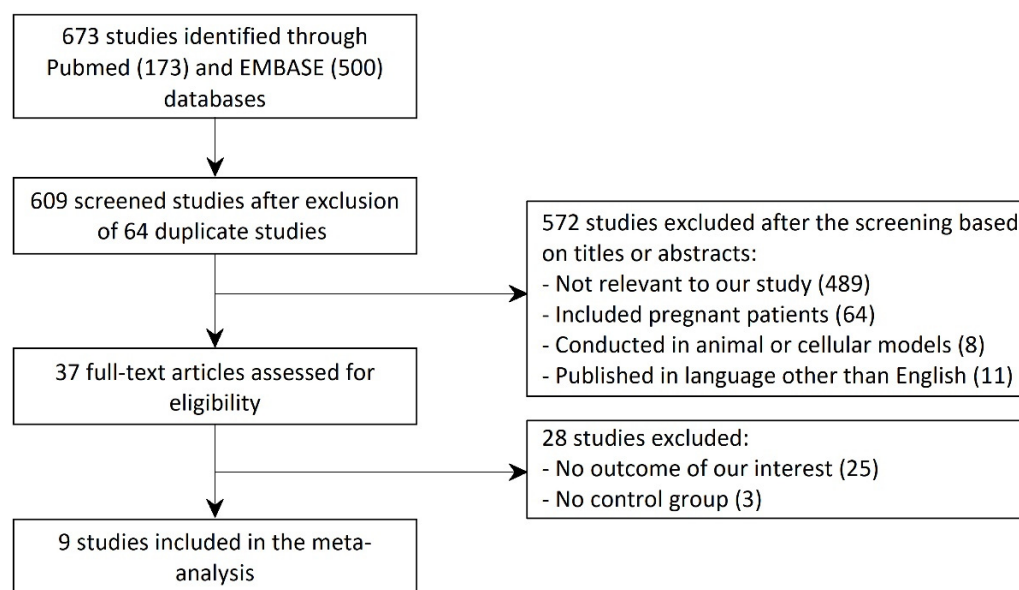 673 studies identified through
Pubmed (173) and EMBASE (500)
databases
609 screened studies after exclusion
of 64 duplicate studies
572 studies excluded after the screening based
on titles or abstracts:
- Not relevant to our study (489)
- Included pregnant patients (64)
- Conducted in animal or cellular models (8)
- Published in language other than English (11)
37 full-text articles assessed for
eligibility
28 studies excluded:
- No outcome of our interest (25)
- No control group (3)
9 studies included in the meta-
analysis